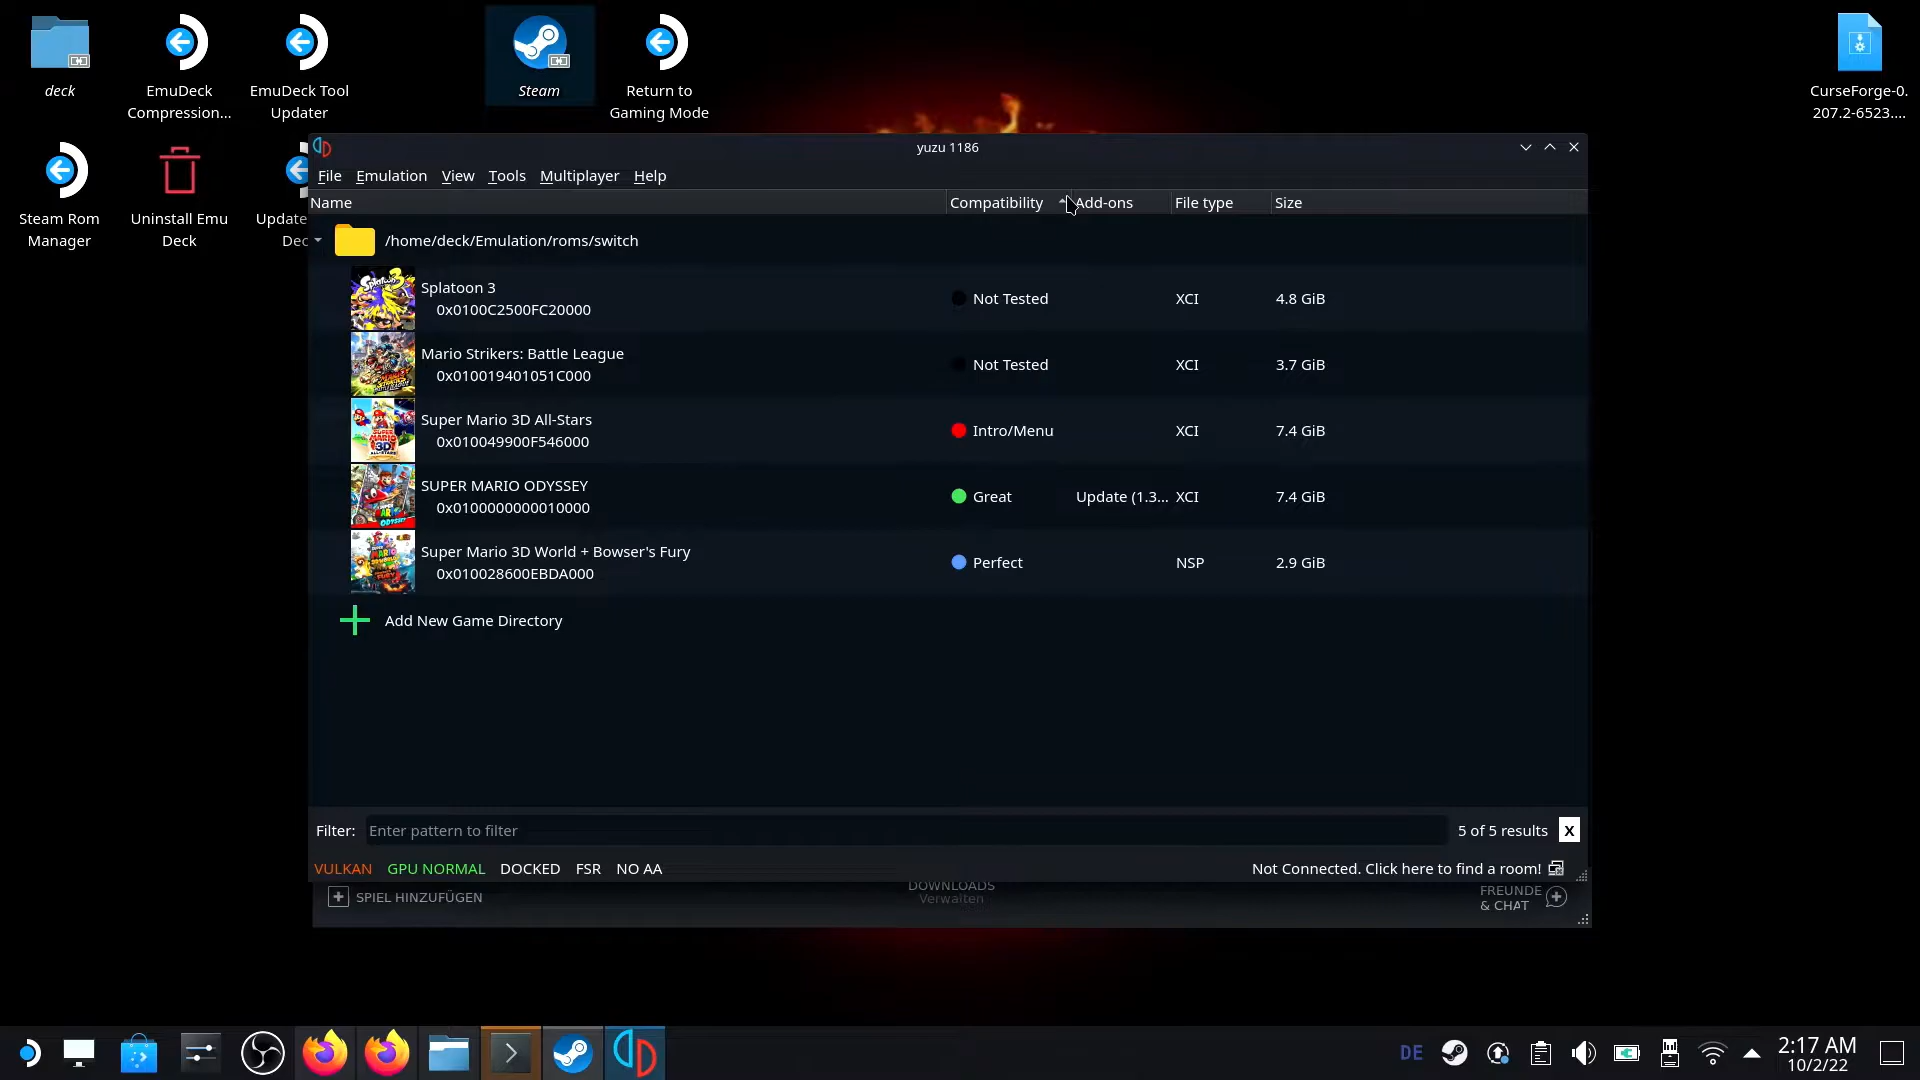 deck
EmuDeck
Compression...
EmuDeck Tool
Updater
Steam
Return to
Gaming Mode
CurseForge-0.
207.2-6523....
Steam Rom
Manager
Uninstall Emu
Deck
Update
Dec
yuzu 1186
File Emulation View Tools Multiplayer Help
Name Compatibility Add-ons File type Size
/home/deck/Emulation/roms/switch
Splatoon 3
0x0100C2500FC20000
Not Tested XCI 4.8 GiB
Mario Strikers: Battle League
0x010019401051C000
Not Tested XCI 3.7 GiB
Super Mario 3D All-Stars
0x010049900F546000
Intro/Menu XCI 7.4 GiB
SUPER MARIO ODYSSEY
0x0100000000010000
Great Update (1.3... XCI 7.4 GiB
Super Mario 3D World + Bowser's Fury
0x010028600EBDA000
Perfect NSP 2.9 GiB
Add New Game Directory
Filter: Enter pattern to filter 5 of 5 results X
VULKAN GPU NORMAL DOCKED FSR NO AA Not Connected. Click here to find a room!
SPIEL HINZUFÜGEN
DOWNLOADS
Verwalten
FREUNDE
& CHAT
DE
2:17 AM
10/2/22